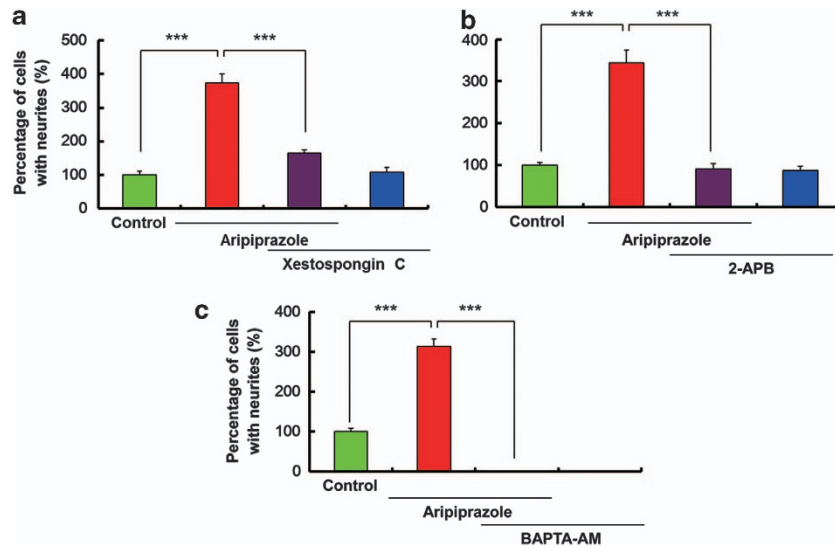 a
Percentage of cells
with neurites (%)
500
400
300
200
100
0
*** ***
Control
Aripiprazole
Xestospongin C
b
400
300
200
100
0
*** ***
Control
Aripiprazole
2-APB
c
Percentage of cells
with neurites (%)
400
300
200
100
0
*** ***
Control
Aripiprazole
BAPTA-AM